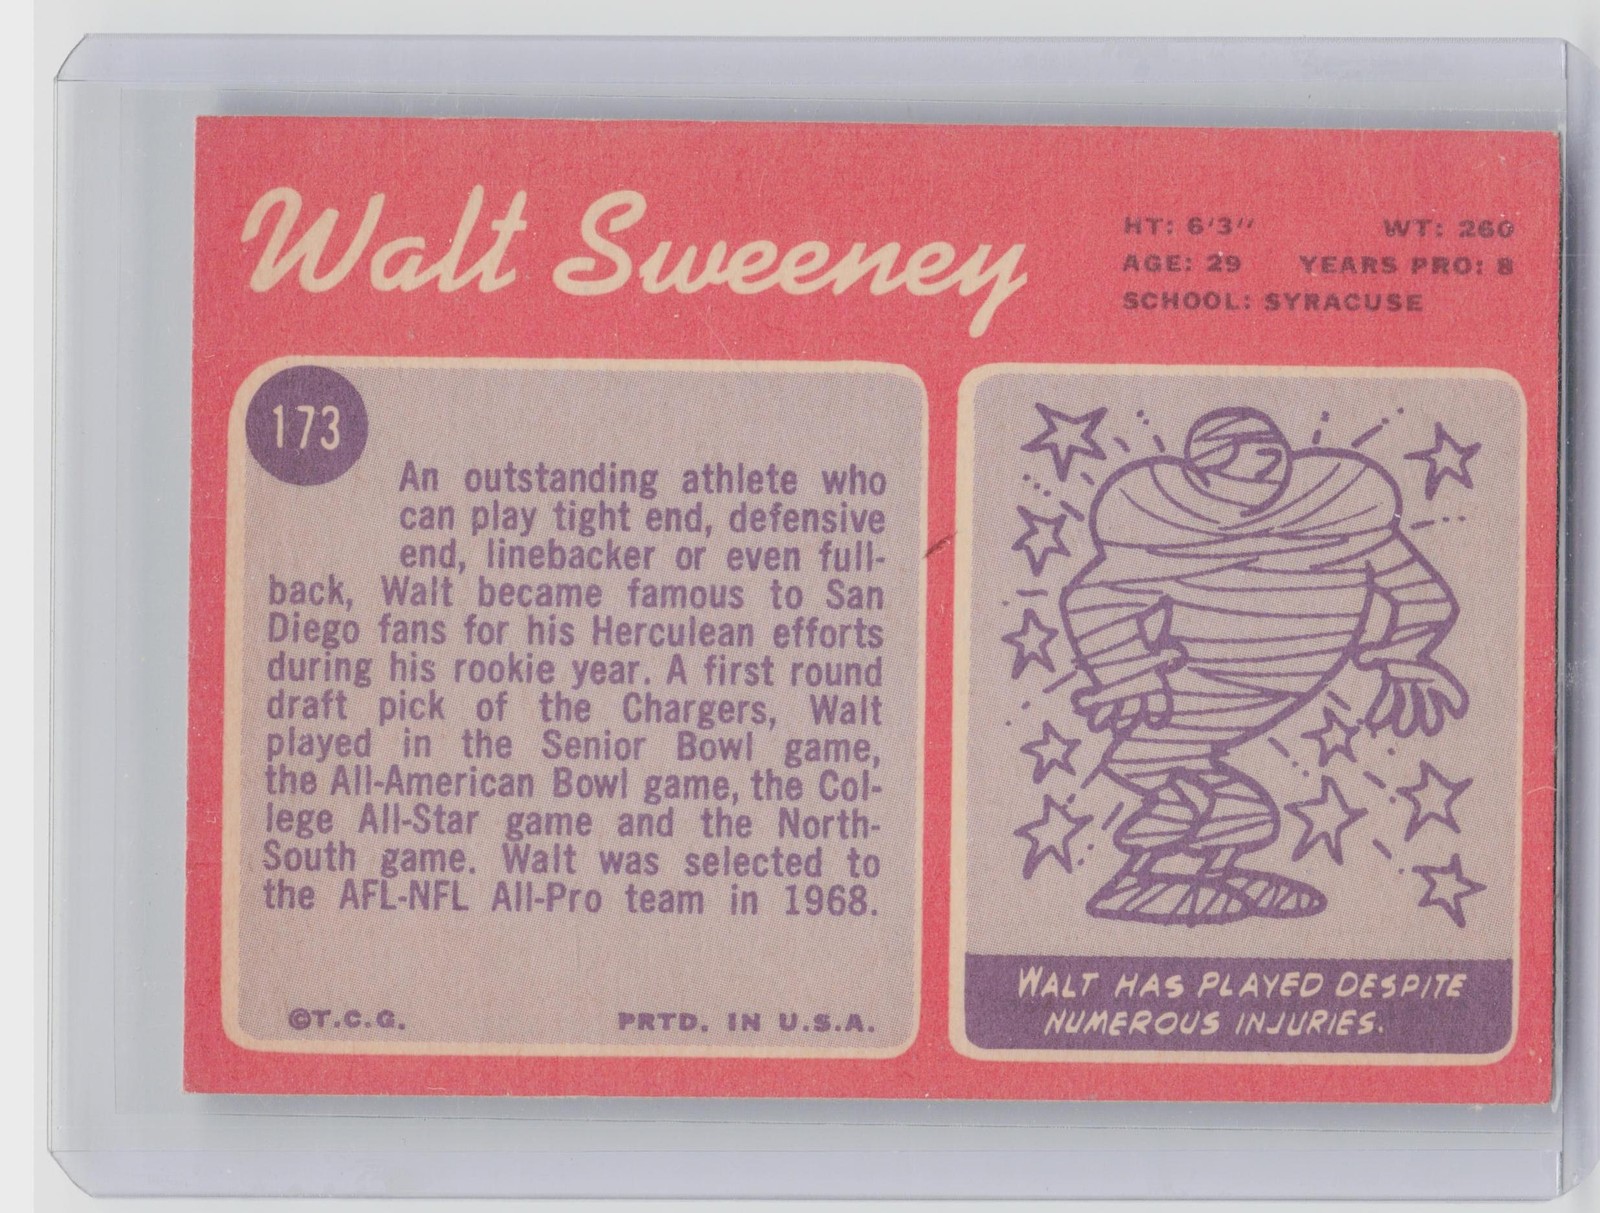 Walt Sweeney
HT: 6'3" WT: 260
AGE: 29 YEARS PRO: 8
SCHOOL: SYRACUSE
173
An outstanding athlete who
can play tight end, defensive
end, linebacker or even full-
back, Walt became famous to San
Diego fans for his Herculean efforts
during his rookie year. A first round
draft pick of the Chargers, Walt
played in the Senior Bowl game,
the All-American Bowl game, the Col-
lege All-Star game and the North-
South game. Walt was selected to
the AFL-NFL All-Pro team in 1968.
©T.C.G. PRTD. IN U.S.A.
WALT HAS PLAYED DESPITE
NUMEROUS INJURIES.